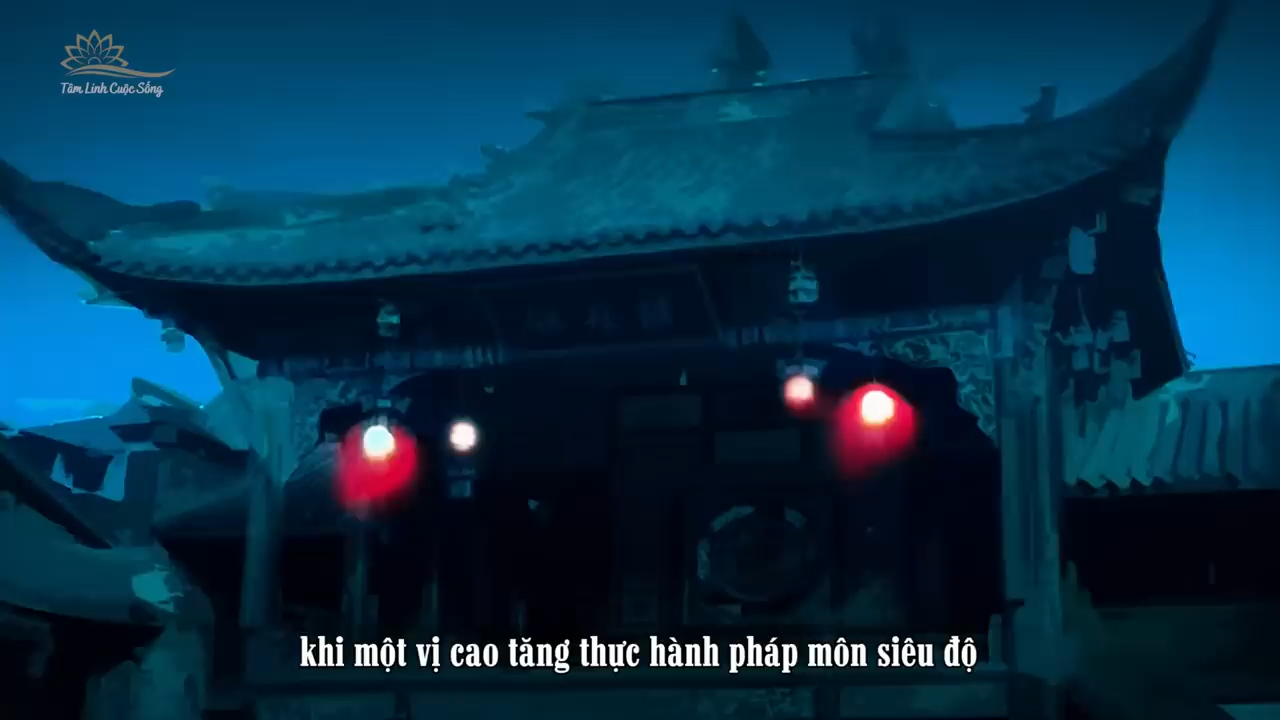 Tâm Linh Cuộc Sống
khi một vị cao tăng thực hành pháp môn siêu độ